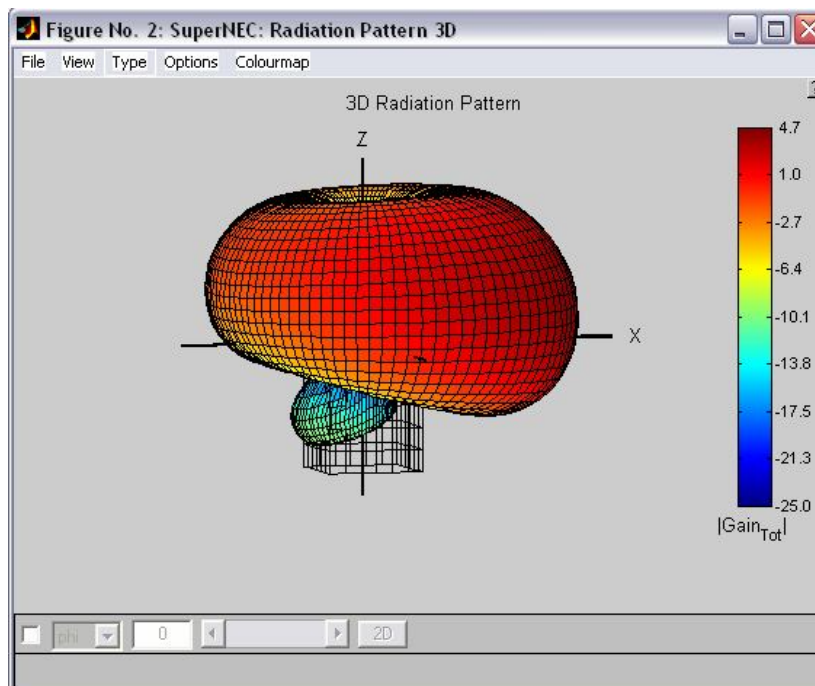 Figure No. 2: SuperNEC: Radiation Pattern 3D
File View Type Options Colourmap
3D Radiation Pattern
Z
X
4.7
1.0
-2.7
-6.4
-10.1
-13.8
-17.5
-21.3
-25.0
|Gain_Tot|
phi
0
2D